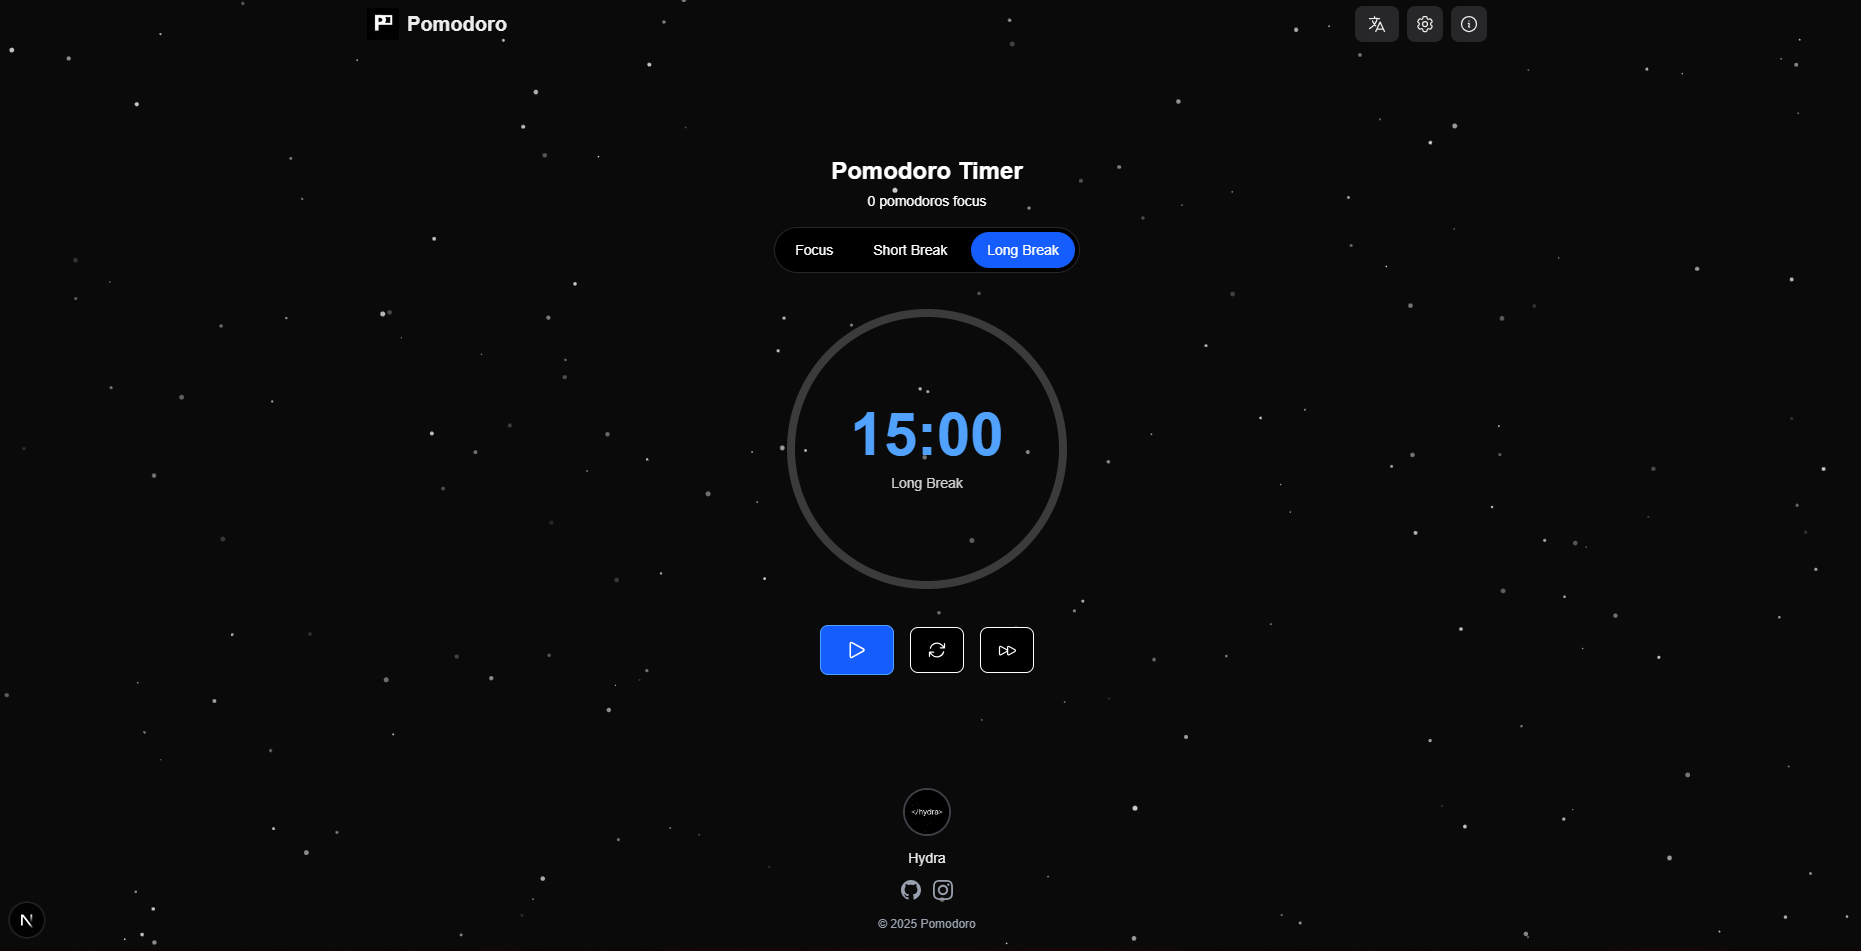 Pomodoro
Pomodoro Timer
0 pomodoros focus
Focus Short Break Long Break
15:00
Long Break
</hydra>
Hydra
© 2025 Pomodoro
N